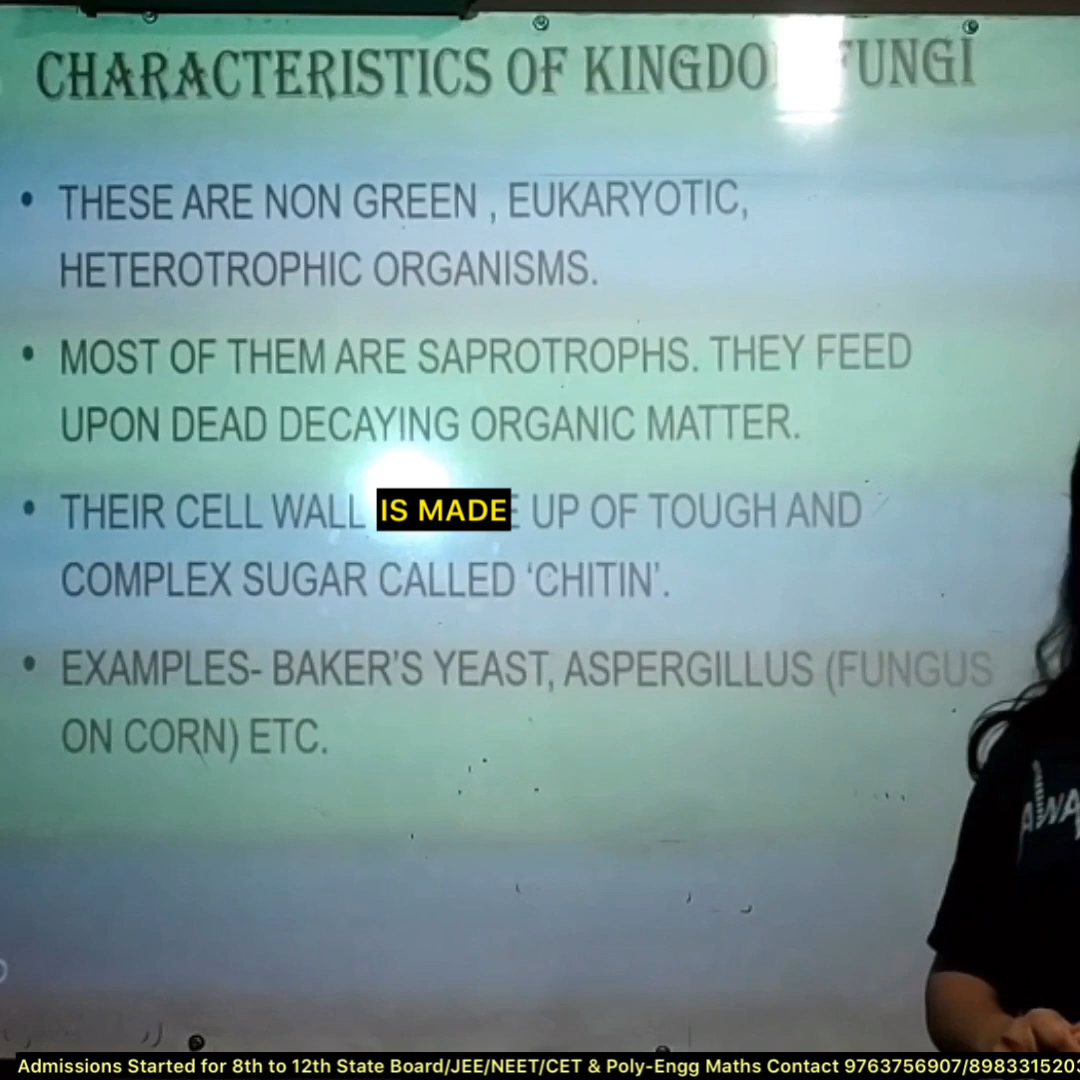 CHARACTERISTICS OF KINGDO FUNGI
• THESE ARE NON GREEN , EUKARYOTIC,
HETEROTROPHIC ORGANISMS.
• MOST OF THEM ARE SAPROTROPHS. THEY FEED
UPON DEAD DECAYING ORGANIC MATTER.
• THEIR CELL WALL IS MADE UP OF TOUGH AND
COMPLEX SUGAR CALLED ‘CHITIN’.
• EXAMPLES- BAKER’S YEAST, ASPERGILLUS (FUNGUS
ON CORN) ETC.
Admissions Started for 8th to 12th State Board/JEE/NEET/CET & Poly-Engg Maths Contact 9763756907/898331520